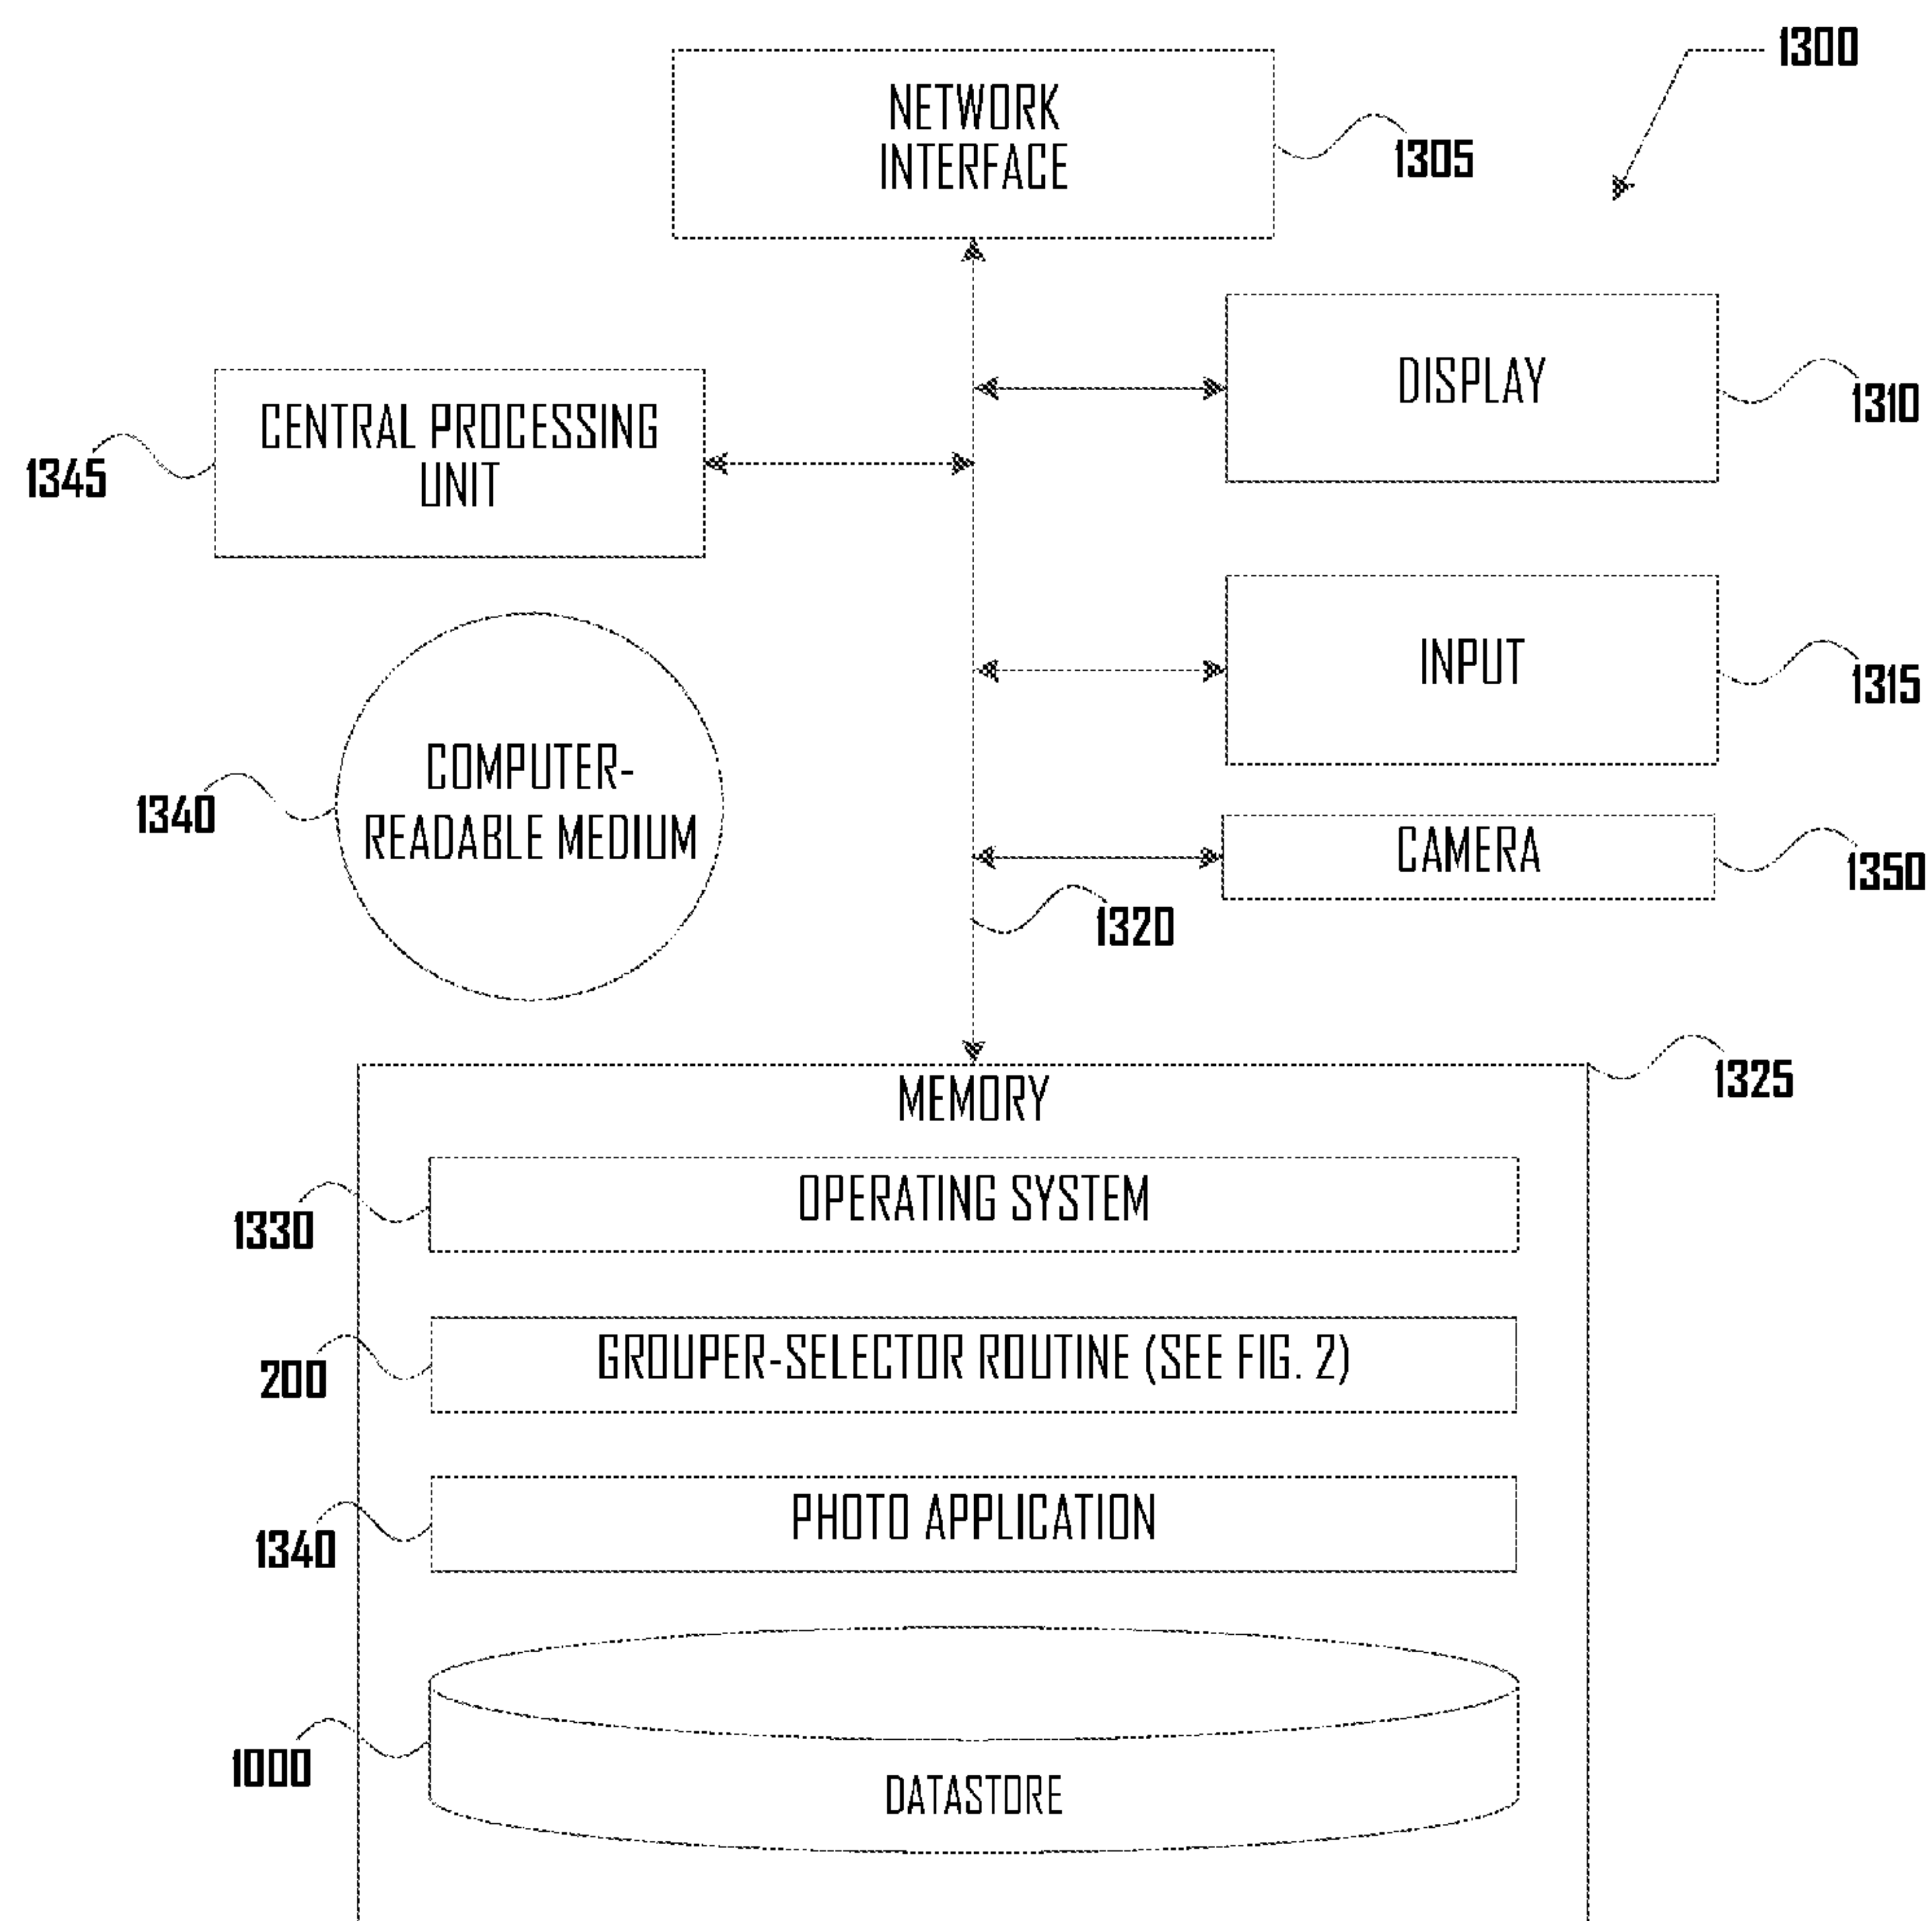 1300
NETWORK
INTERFACE
1305
DISPLAY
1310
CENTRAL PROCESSING
UNIT
1345
INPUT
1315
COMPUTER-
READABLE MEDIUM
1340
CAMERA
1350
1320
MEMORY
1325
OPERATING SYSTEM
1330
GROUPER-SELECTOR ROUTINE (SEE FIG. 2)
200
PHOTO APPLICATION
1340
1000
DATASTORE